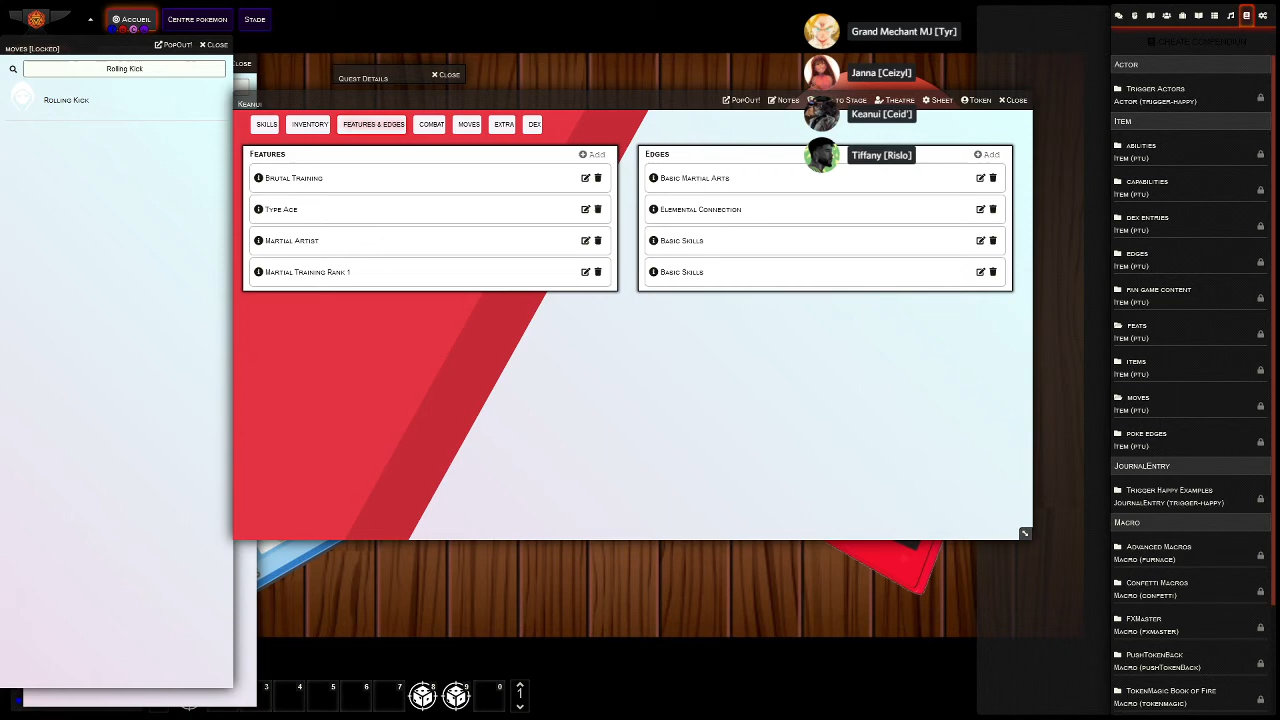 Accueil
Centre pokemon
Stade
Moves [Locked]
PopOut!
Close
Rolling Kick
Rolling Kick
Close
Quest Details
Close
Grand Mechant MJ [Tyr]
Janna [Ceizyl]
Keanui [Ceid']
Tiffany [Rislo]
Keanui
PopOut!
Notes
to Stage
Theatre
Sheet
Token
Close
Skills
Inventory
Features & Edges
Combat
Moves
Extra
Dex
Features
Add
Brutal Training
Type Ace
Martial Artist
Martial Training Rank 1
Edges
Add
Basic Martial Arts
Elemental Connection
Basic Skills
Basic Skills
Create Compendium
Actor
Trigger Actors
Actor (trigger-happy)
Item
abilities
Item (PTU)
capabilities
Item (PTU)
dex entries
Item (PTU)
edges
Item (PTU)
fan game content
Item (PTU)
feats
Item (PTU)
items
Item (PTU)
moves
Item (PTU)
poke edges
Item (PTU)
JournalEntry
Trigger Happy Examples
JournalEntry (trigger-happy)
Macro
Advanced Macros
Macro (furnace)
Confetti Macros
Macro (confetti)
FXMaster
Macro (fxmaster)
PushTokenBack
Macro (pushTokenBack)
TokenMagic Book of Fire
Macro (tokenmagic)
3
4
5
6
7
8
9
0
1